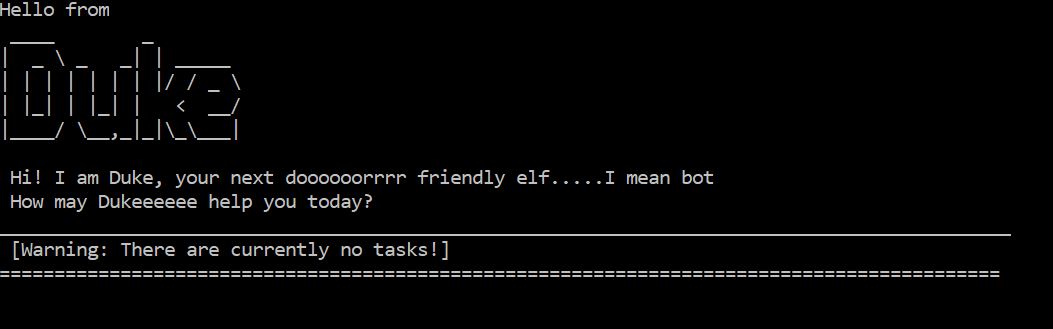 Hello from
 ____        _
|  _ \ _   _| | _____
| | | | | | | |/ / _ \
| |_| | |_| |   <  __/
|____/ \__,_|_|\_\___|
Hi! I am Duke, your next doooooorrrr friendly elf.....I mean bot
How may Dukeeeeee help you today?
____________________________________________________________________________________________
[Warning: There are currently no tasks!]
===========================================================================================